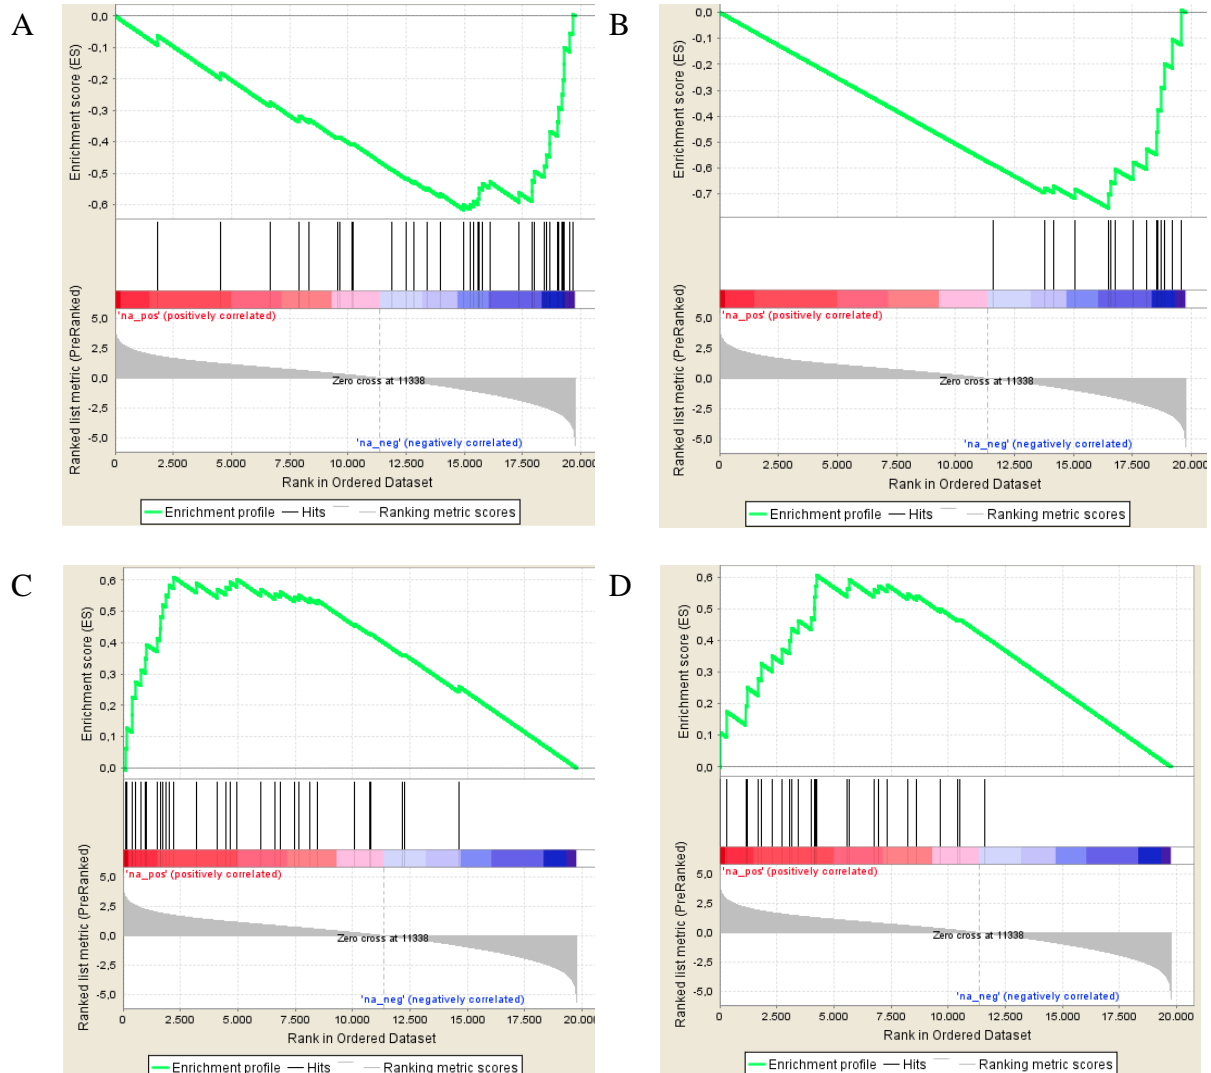 A
Enrichment score (ES)
0,0
-0,1
-0,2
-0,3
-0,4
-0,5
-0,6
Ranked list metric (PreRanked)
'na_pos' (positively correlated)
5,0
2,5
0,0
-2,5
-5,0
Zero cross at 11338
'na_neg' (negatively correlated)
0 2.500 5.000 7.500 10.000 12.500 15.000 17.500 20.000
Rank in Ordered Dataset
Enrichment profile Hits Ranking metric scores
B
Enrichment score (ES)
0,0
-0,1
-0,2
-0,3
-0,4
-0,5
-0,6
-0,7
Ranked list metric (PreRanked)
'na_pos' (positively correlated)
5,0
2,5
0,0
-2,5
-5,0
Zero cross at 11338
'na_neg' (negatively correlated)
0 2.500 5.000 7.500 10.000 12.500 15.000 17.500 20.000
Rank in Ordered Dataset
Enrichment profile Hits Ranking metric scores
C
Enrichment score (ES)
0,6
0,5
0,4
0,3
0,2
0,1
0,0
Ranked list metric (PreRanked)
'na_pos' (positively correlated)
5,0
2,5
0,0
-2,5
-5,0
Zero cross at 11338
'na_neg' (negatively correlated)
0 2.500 5.000 7.500 10.000 12.500 15.000 17.500 20.000
Rank in Ordered Dataset
Enrichment profile Hits Ranking metric scores
D
Enrichment score (ES)
0,6
0,5
0,4
0,3
0,2
0,1
0,0
Ranked list metric (PreRanked)
'na_pos' (positively correlated)
5,0
2,5
0,0
-2,5
-5,0
Zero cross at 11338
'na_neg' (negatively correlated)
0 2.500 5.000 7.500 10.000 12.500 15.000 17.500 20.000
Rank in Ordered Dataset
Enrichment profile Hits Ranking metric scores